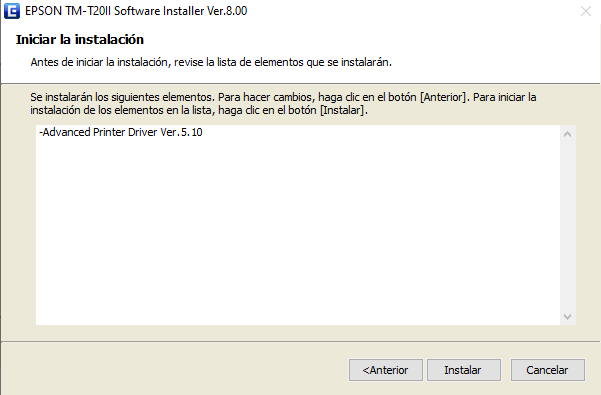 EPSON TM-T20II Software Installer Ver.8.00
Iniciar la instalación
Antes de iniciar la instalación, revise la lista de elementos que se instalarán.
Se instalarán los siguientes elementos. Para hacer cambios, haga clic en el botón [Anterior]. Para iniciar la
instalación de los elementos en la lista, haga clic en el botón [Instalar].
-Advanced Printer Driver Ver.5.10
<Anterior Instalar Cancelar